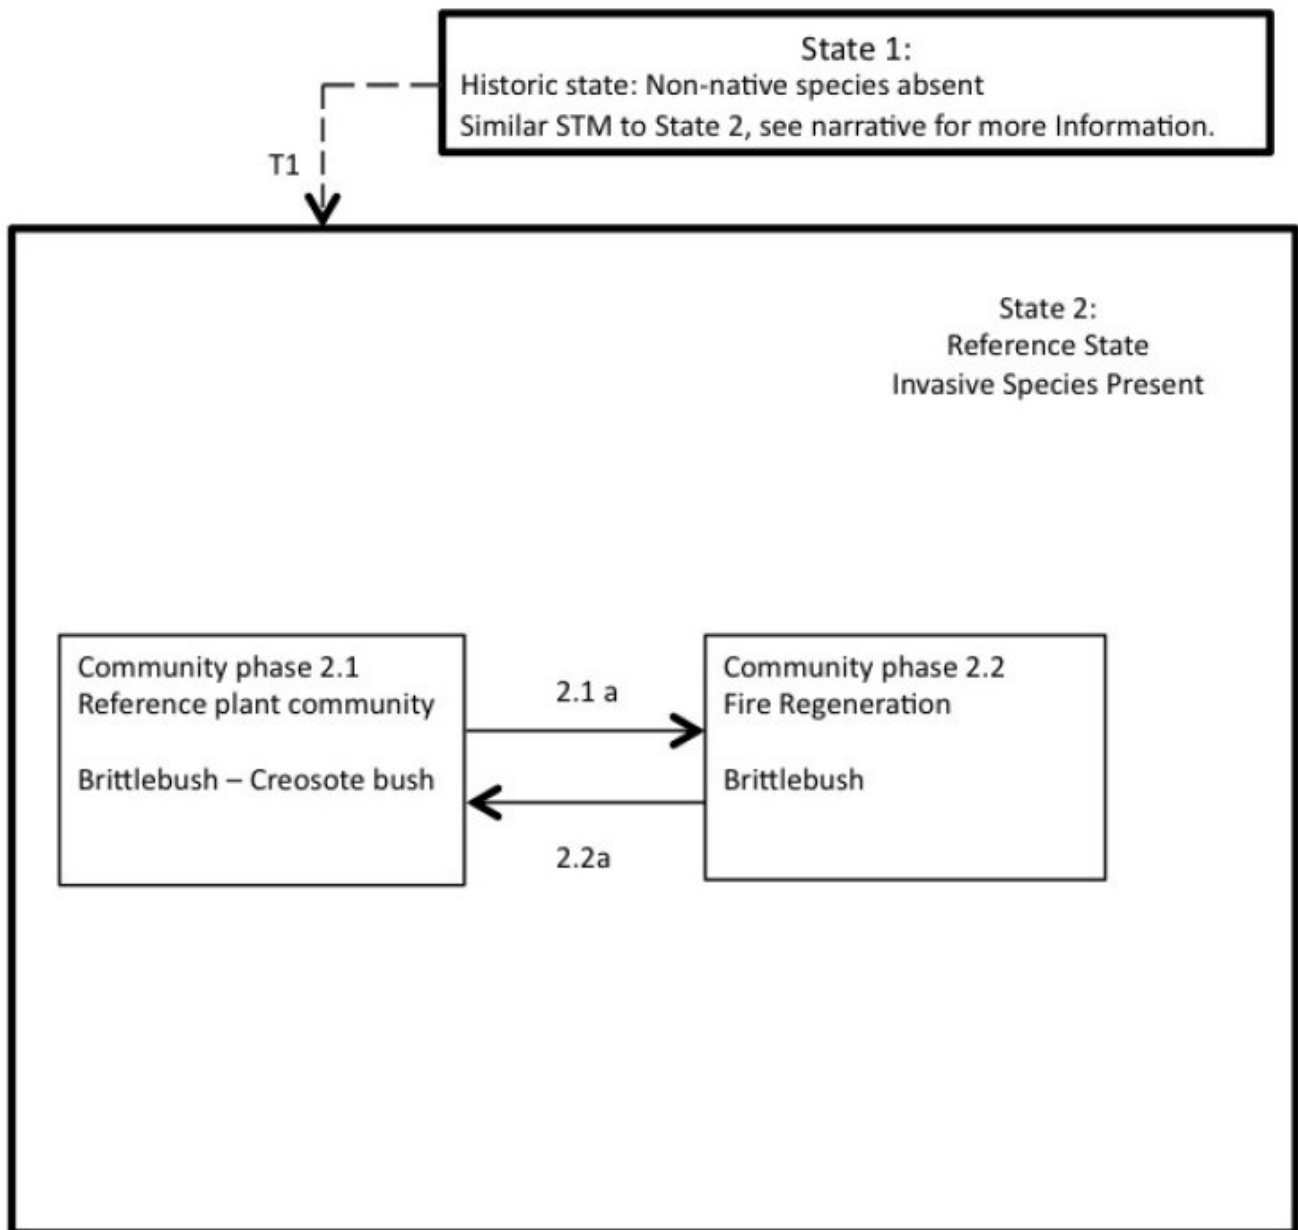 State 1:
Historic state: Non-native species absent
Similar STM to State 2, see narrative for more Information.
T1
State 2:
Reference State
Invasive Species Present
Community phase 2.1
Reference plant community
Brittlebush – Creosote bush
2.1 a
2.2a
Community phase 2.2
Fire Regeneration
Brittlebush